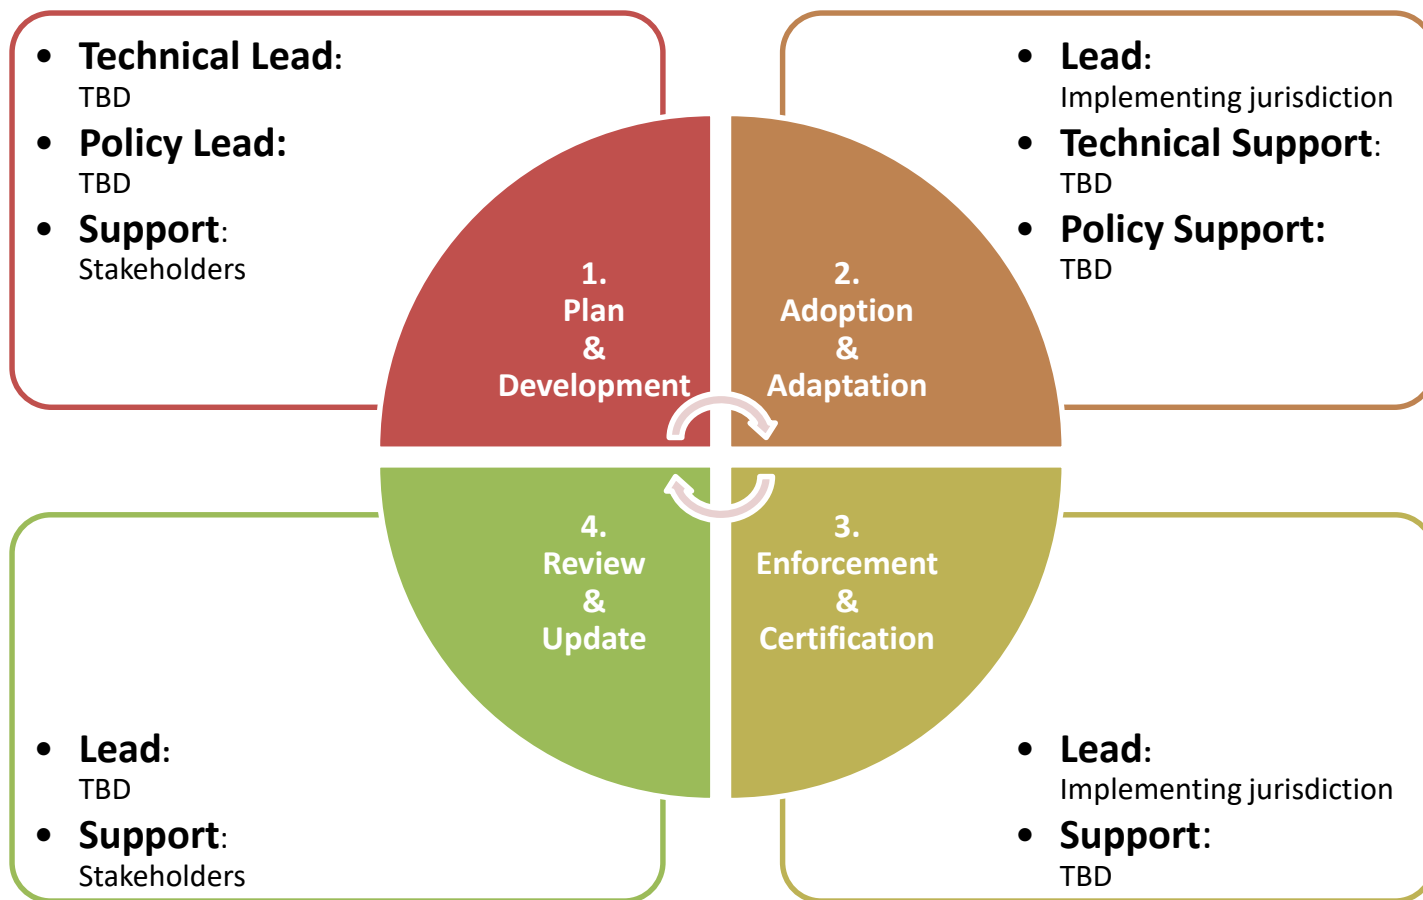 • Technical Lead:
TBD
• Policy Lead:
TBD
• Support:
Stakeholders
• Lead:
Implementing jurisdiction
• Technical Support:
TBD
• Policy Support:
TBD
1.
Plan
&
Development
2.
Adoption
&
Adaptation
4.
Review
&
Update
3.
Enforcement
&
Certification
• Lead:
TBD
• Support:
Stakeholders
• Lead:
Implementing jurisdiction
• Support:
TBD